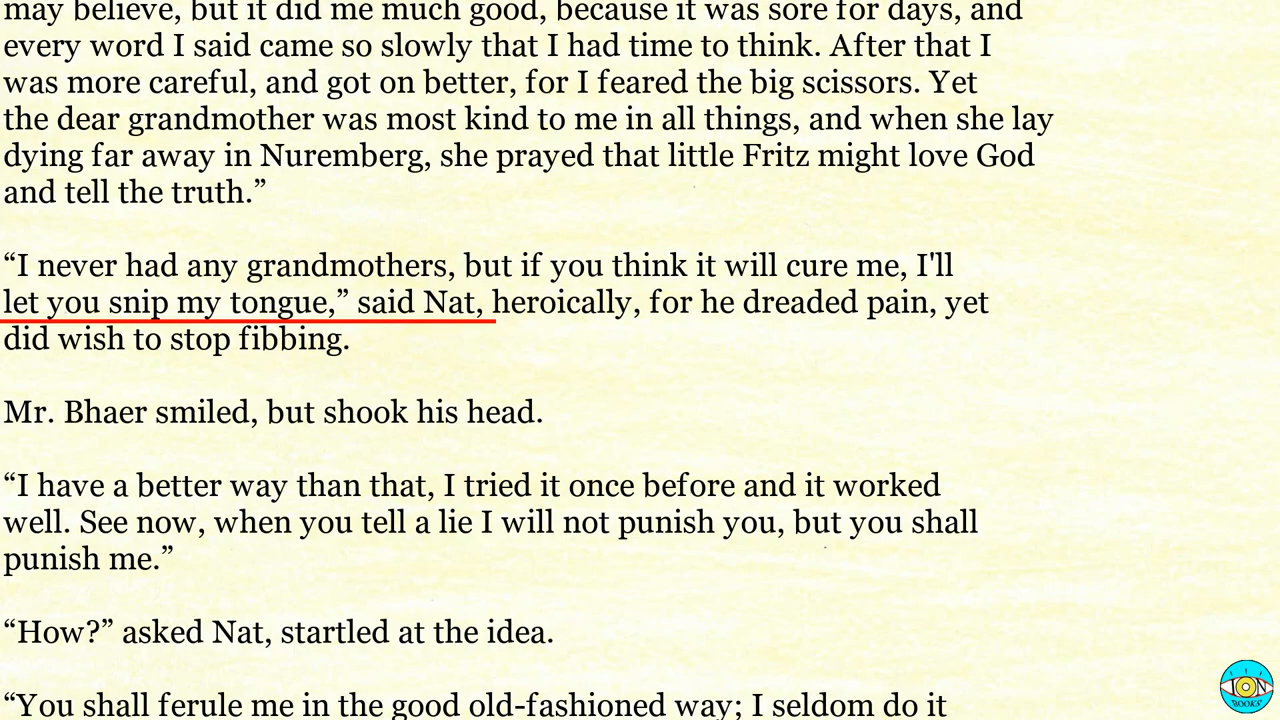 may believe, but it did me much good, because it was sore for days, and
every word I said came so slowly that I had time to think. After that I
was more careful, and got on better, for I feared the big scissors. Yet
the dear grandmother was most kind to me in all things, and when she lay
dying far away in Nuremberg, she prayed that little Fritz might love God
and tell the truth.”
“I never had any grandmothers, but if you think it will cure me, I'll
let you snip my tongue,” said Nat, heroically, for he dreaded pain, yet
did wish to stop fibbing.
Mr. Bhaer smiled, but shook his head.
“I have a better way than that, I tried it once before and it worked
well. See now, when you tell a lie I will not punish you, but you shall
punish me.”
“How?” asked Nat, startled at the idea.
“You shall ferule me in the good old-fashioned way; I seldom do it
ION
BOOKS